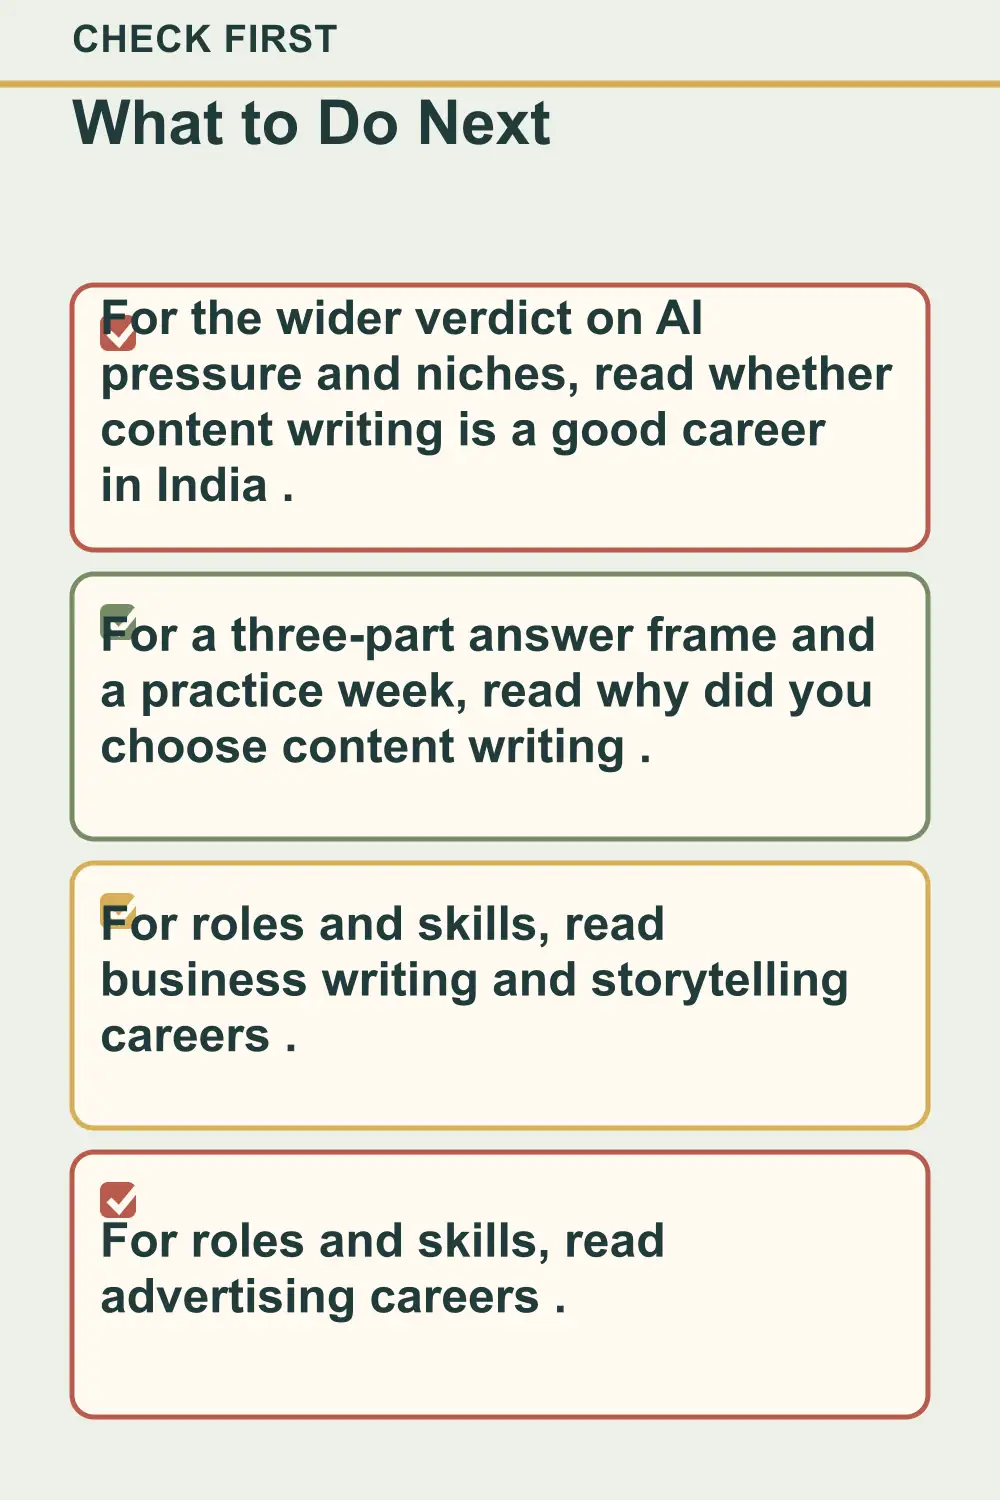 CHECK FIRST
What to Do Next
For the wider verdict on AI
pressure and niches, read whether
content writing is a good career
in India .
For a three-part answer frame and
a practice week, read why did you
choose content writing .
For roles and skills, read
business writing and storytelling
careers .
For roles and skills, read
advertising careers .